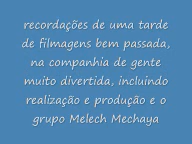 recordações de uma tarde
de filmagens bem passada,
na companhia de gente
muito divertida, incluindo
realização e produção e o
grupo Melech Mechaya